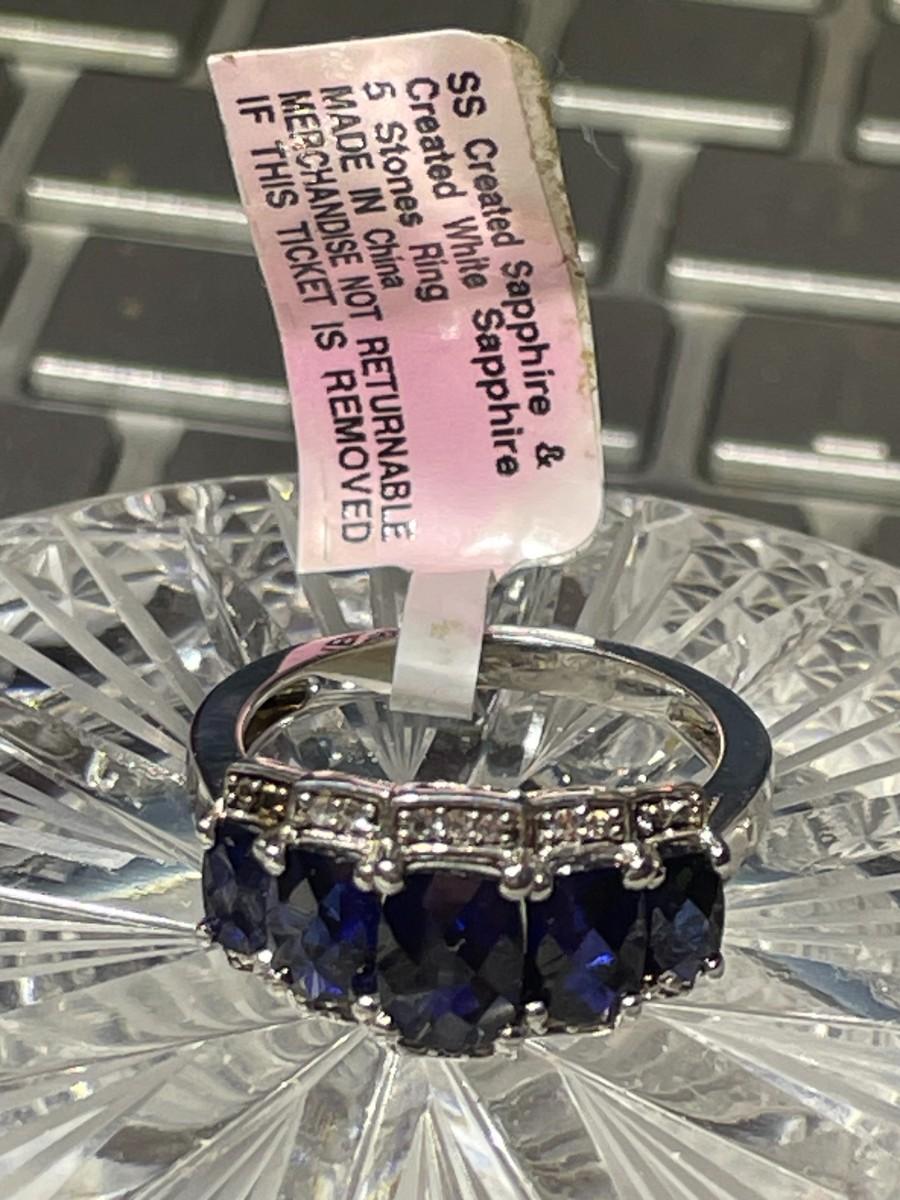 SS Created Sapphire &
Created White Sapphire
5 Stones Ring
MADE IN China
MERCHANDISE NOT RETURNABLE
IF THIS TICKET IS REMOVED